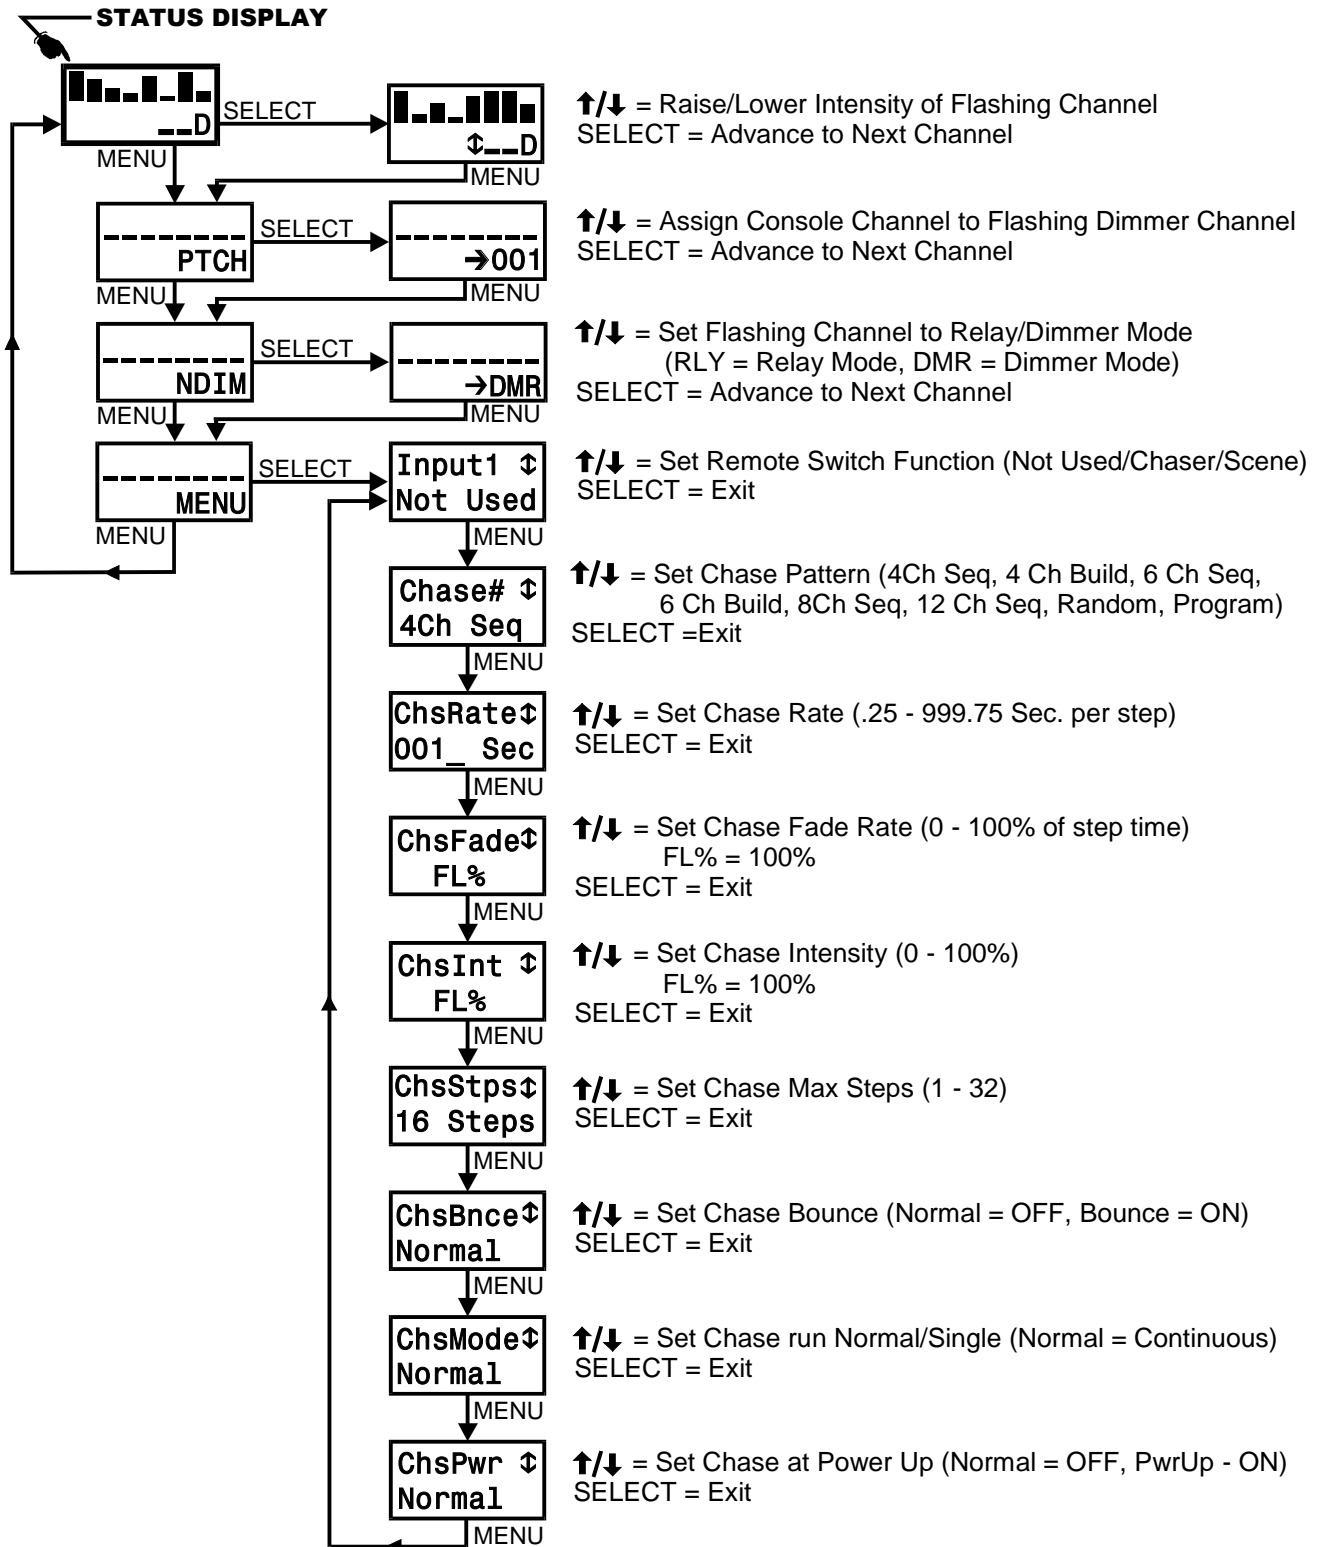 STATUS DISPLAY
__D
SELECT
↕__D
⬆/⬇ = Raise/Lower Intensity of Flashing Channel
SELECT = Advance to Next Channel
MENU
MENU
--------
PTCH
SELECT
--------
→001
⬆/⬇ = Assign Console Channel to Flashing Dimmer Channel
SELECT = Advance to Next Channel
MENU
MENU
--------
NDIM
SELECT
--------
→DMR
⬆/⬇ = Set Flashing Channel to Relay/Dimmer Mode
(RLY = Relay Mode, DMR = Dimmer Mode)
SELECT = Advance to Next Channel
MENU
MENU
--------
MENU
SELECT
Input1 ↕
Not Used
⬆/⬇ = Set Remote Switch Function (Not Used/Chaser/Scene)
SELECT = Exit
MENU
MENU
Chase# ↕
4Ch Seq
⬆/⬇ = Set Chase Pattern (4Ch Seq, 4 Ch Build, 6 Ch Seq,
6 Ch Build, 8Ch Seq, 12 Ch Seq, Random, Program)
SELECT =Exit
MENU
ChsRate↕
001_ Sec
⬆/⬇ = Set Chase Rate (.25 - 999.75 Sec. per step)
SELECT = Exit
MENU
ChsFade↕
FL%
⬆/⬇ = Set Chase Fade Rate (0 - 100% of step time)
FL% = 100%
SELECT = Exit
MENU
ChsInt ↕
FL%
⬆/⬇ = Set Chase Intensity (0 - 100%)
FL% = 100%
SELECT = Exit
MENU
ChsStps↕
16 Steps
⬆/⬇ = Set Chase Max Steps (1 - 32)
SELECT = Exit
MENU
ChsBnce↕
Normal
⬆/⬇ = Set Chase Bounce (Normal = OFF, Bounce = ON)
SELECT = Exit
MENU
ChsMode↕
Normal
⬆/⬇ = Set Chase run Normal/Single (Normal = Continuous)
SELECT = Exit
MENU
ChsPwr ↕
Normal
⬆/⬇ = Set Chase at Power Up (Normal = OFF, PwrUp - ON)
SELECT = Exit
MENU